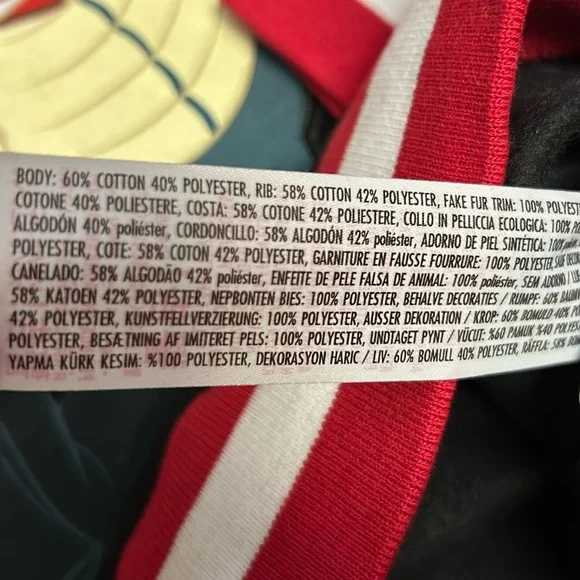 BODY: 60% COTTON 40% POLYESTER, RIB: 58% COTTON 42% POLYESTER, FAKE FUR TRIM: 100% POLYEST
COTONE 40% POLIESTERE, COSTA: 58% COTONE 42% POLIESTERE, COLLO IN PELLICCIA ECOLOGICA: 100%
ALGODÓN 40% poliéster, CORDONCILLO: 58% ALGODÓN 42% poliéster, ADORNO DE PIEL SINTÉTICA: 100%
POLYESTER, COTE: 58% COTON 42% POLYESTER, GARNITURE EN FAUSSE FOURRURE: 100% POLYESTER,
CANELADO: 58% ALGODÃO 42% poliéster, ENFEITE DE PELE FALSA DE ANIMAL: 100% poliéster, SEM ADORNO /
58% KATOEN 42% POLYESTER, NEPBONTEN BIES: 100% POLYESTER, BEHALVE DECORATIES / RUMPF: 60%
42% POLYESTER, KUNSTFELLVERZIERUNG: 100% POLYESTER, AUSSER DEKORATION / KROP: 60% BOMULD 40%
POLYESTER, BESÆTNING AF IMITERET PELS: 100% POLYESTER, UNDTAGET PYNT / VÜCUT: %60 PAMUK %40 POLYEST
YAPMA KÜRK KESIM: %100 POLYESTER, DEKORASYON HARIC / LIV: 60% BOMULL 40% POLYESTER, RÄFFLA: 58%